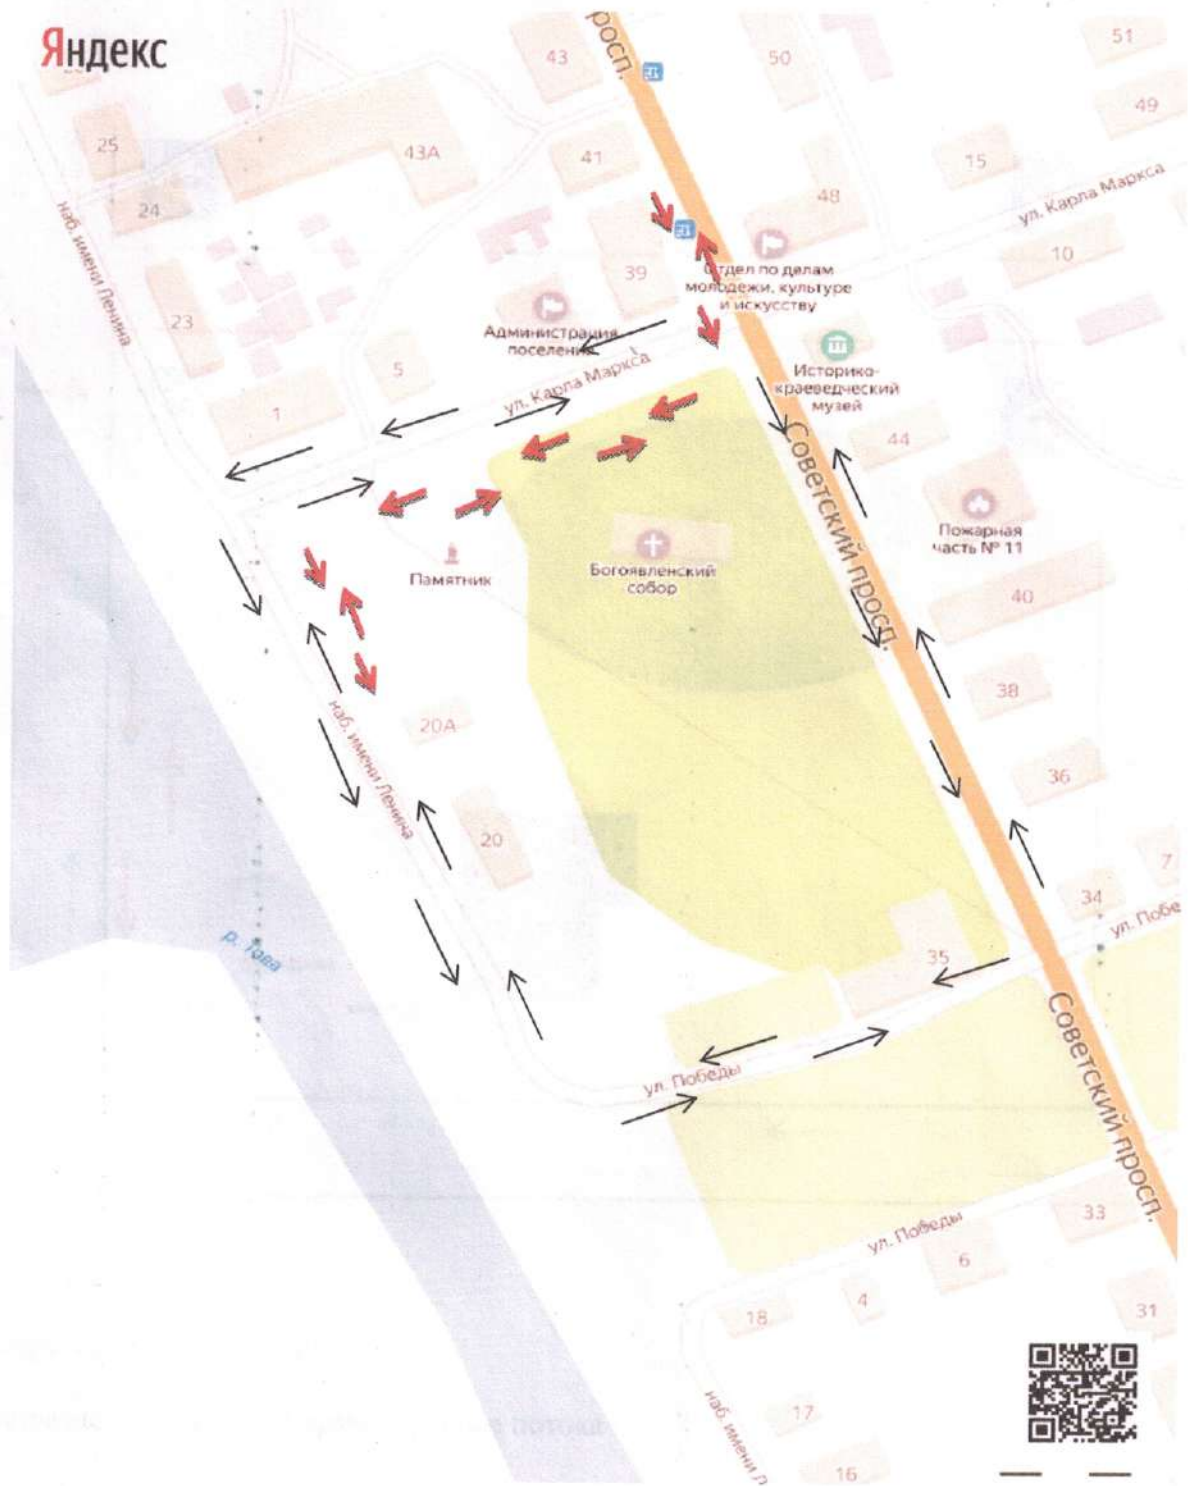 Яндекс
росп.
43
50
51
49
25
43А
41
15
ул. Карла Маркса
48
24
наб. имени Ленина
10
39
Отдел по делам
молодежи, культуре
и искусству
23
Администрация
поселения
5
Историко-
краеведческий
музей
ул. Карла Маркса
1
44
Советский просп.
Пожарная
часть № 11
Памятник
Богоявленский
собор
40
38
20А
наб. имени Ленина
36
20
7
34
ул. Побе
35
р. Това
Советский просп.
ул. Победы
33
ул. Победы
6
4
18
31
наб. имени Л
17
16